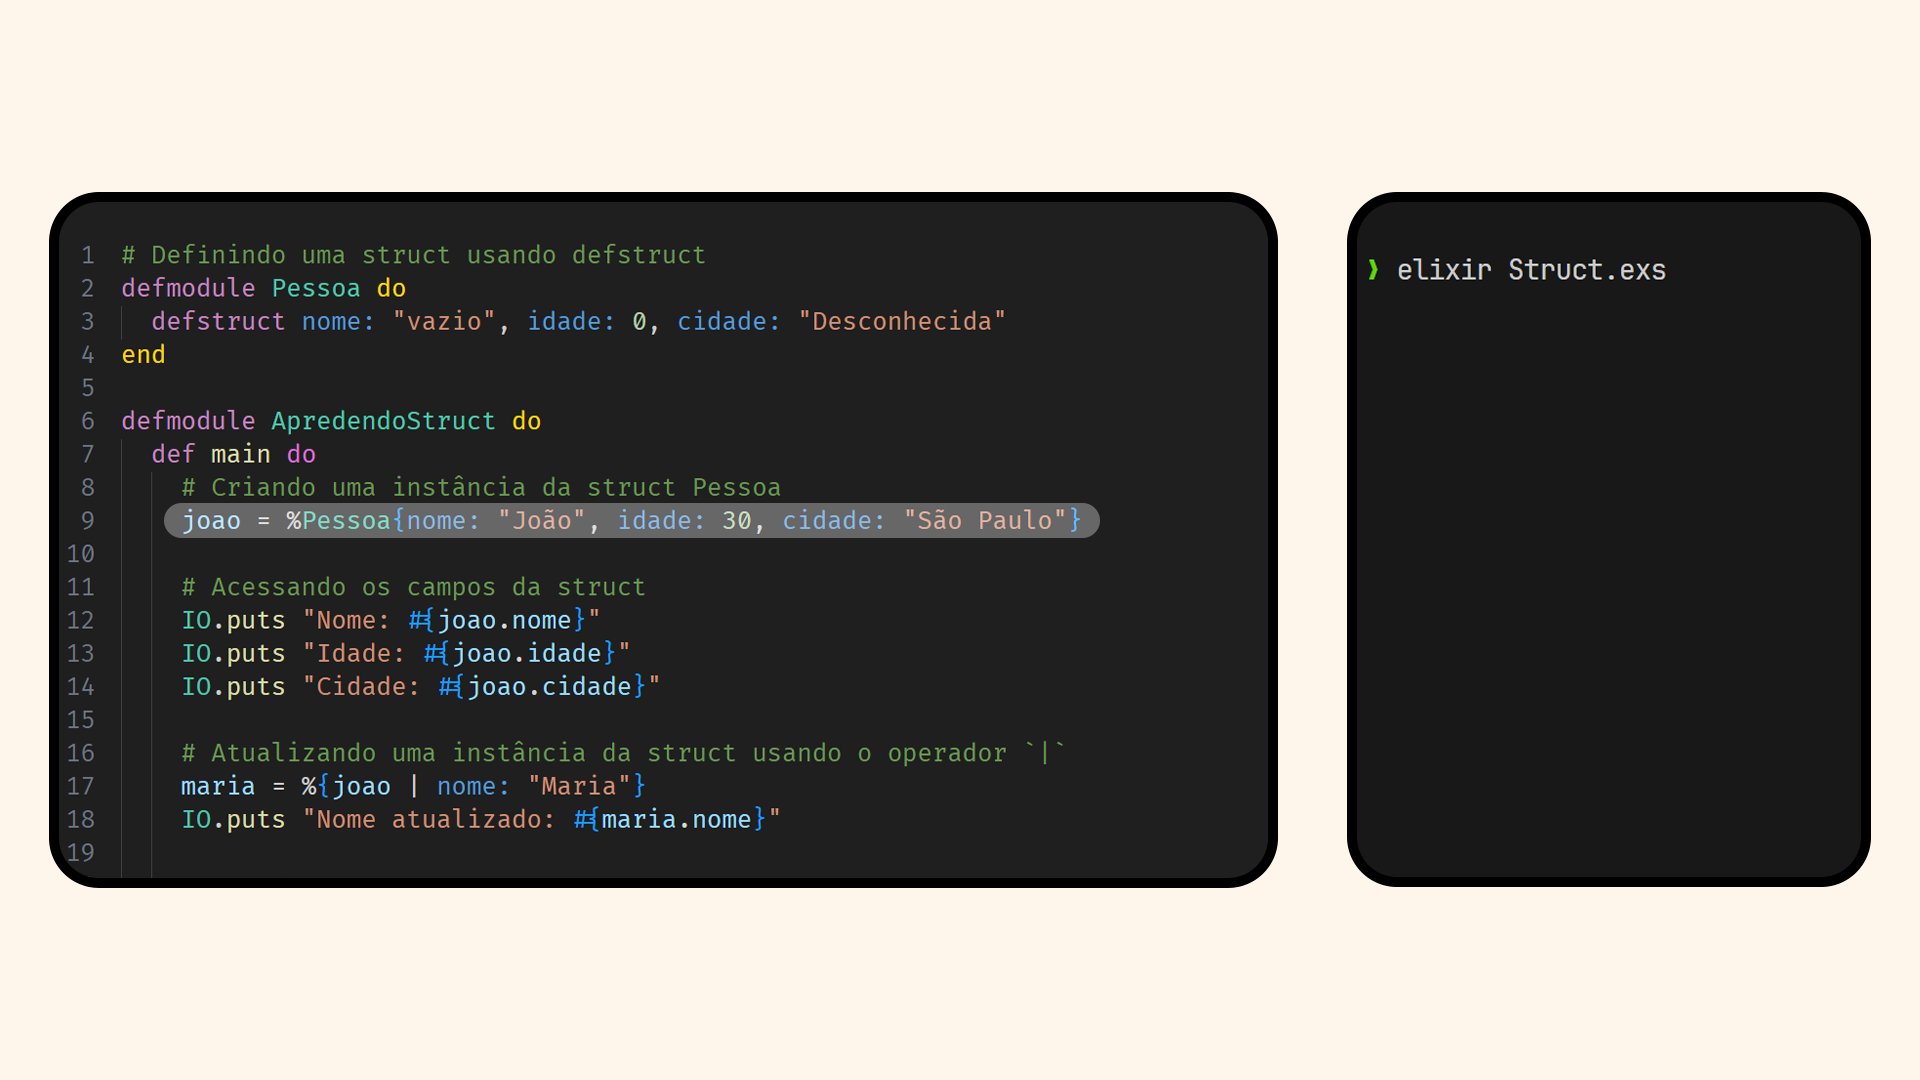 1 # Definindo uma struct usando defstruct
2 defmodule Pessoa do
3   defstruct nome: "vazio", idade: 0, cidade: "Desconhecida"
4 end
5
6 defmodule ApredendoStruct do
7   def main do
8     # Criando uma instância da struct Pessoa
9     joao = %Pessoa{nome: "João", idade: 30, cidade: "São Paulo"}
10
11     # Acessando os campos da struct
12     IO.puts "Nome: #{joao.nome}"
13     IO.puts "Idade: #{joao.idade}"
14     IO.puts "Cidade: #{joao.cidade}"
15
16     # Atualizando uma instância da struct usando o operador `|`
17     maria = %{joao | nome: "Maria"}
18     IO.puts "Nome atualizado: #{maria.nome}"
19
❯ elixir Struct.exs